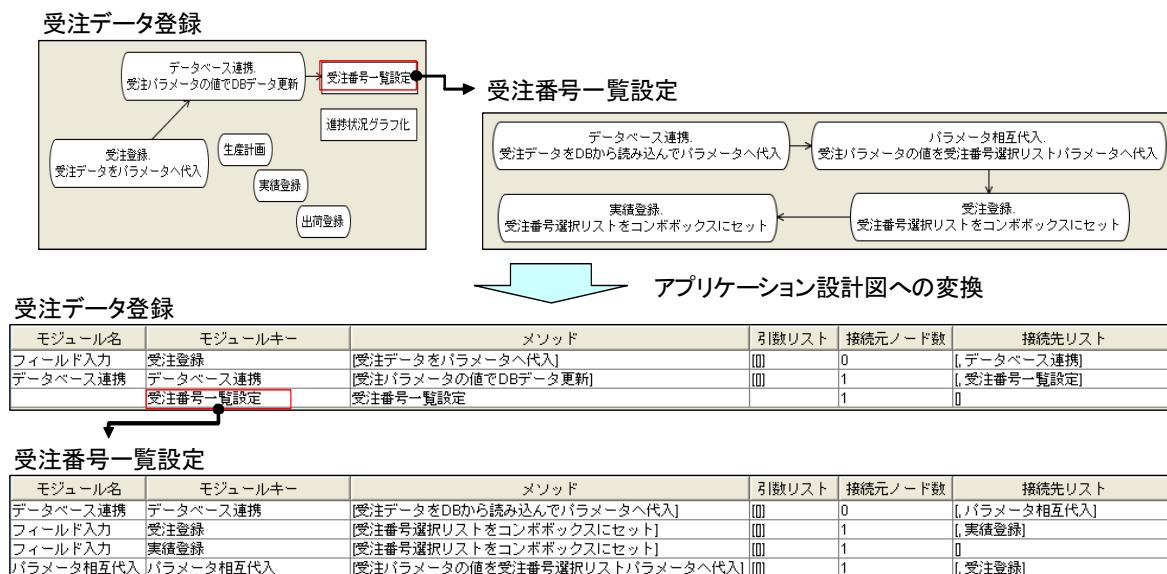 受注データ登録
データベース連携.
受注パラメータの値でDBデータ更新
受注番号一覧設定
進捗状況グラフ化
受注登録.
受注データをパラメータへ代入
生産計画
実績登録
出荷登録
受注番号一覧設定
データベース連携.
受注データをDBから読み込んでパラメータへ代入
パラメータ相互代入.
受注パラメータの値を受注番号選択リストパラメータへ代入
実績登録.
受注番号選択リストをコンボボックスにセット
受注登録.
受注番号選択リストをコンボボックスにセット
アプリケーション設計図への変換
受注データ登録
モジュール名 モジュールキー メソッド 引数リスト 接続元ノード数 接続先リスト
フィールド入力 受注登録 [受注データをパラメータへ代入] [[]] 0 [, データベース連携]
データベース連携 データベース連携 [受注パラメータの値でDBデータ更新] [[]] 1 [, 受注番号一覧設定]
受注番号一覧設定 受注番号一覧設定 1 []
受注番号一覧設定
モジュール名 モジュールキー メソッド 引数リスト 接続元ノード数 接続先リスト
データベース連携 データベース連携 [受注データをDBから読み込んでパラメータへ代入] [[]] 0 [, パラメータ相互代入]
フィールド入力 受注登録 [受注番号選択リストをコンボボックスにセット] [[]] 1 [, 実績登録]
フィールド入力 実績登録 [受注番号選択リストをコンボボックスにセット] [[]] 1 []
パラメータ相互代入 パラメータ相互代入 [受注パラメータの値を受注番号選択リストパラメータへ代入] [[]] 1 [, 受注登録]